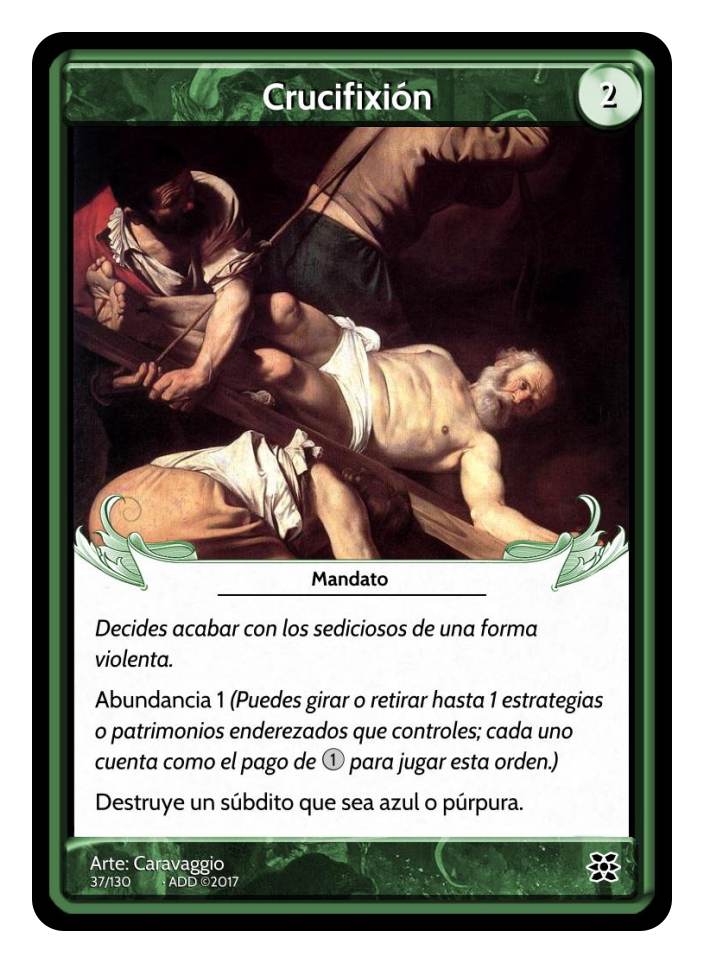 Crucifixión
2
Mandato
Decides acabar con los sediciosos de una forma
violenta.
Abundancia 1 (Puedes girar o retirar hasta 1 estrategias
o patrimonios enderezados que controles; cada uno
cuenta como el pago de 1 para jugar esta orden.)
Destruye un súbdito que sea azul o púrpura.
Arte: Caravaggio
37/130 · ADD ©2017